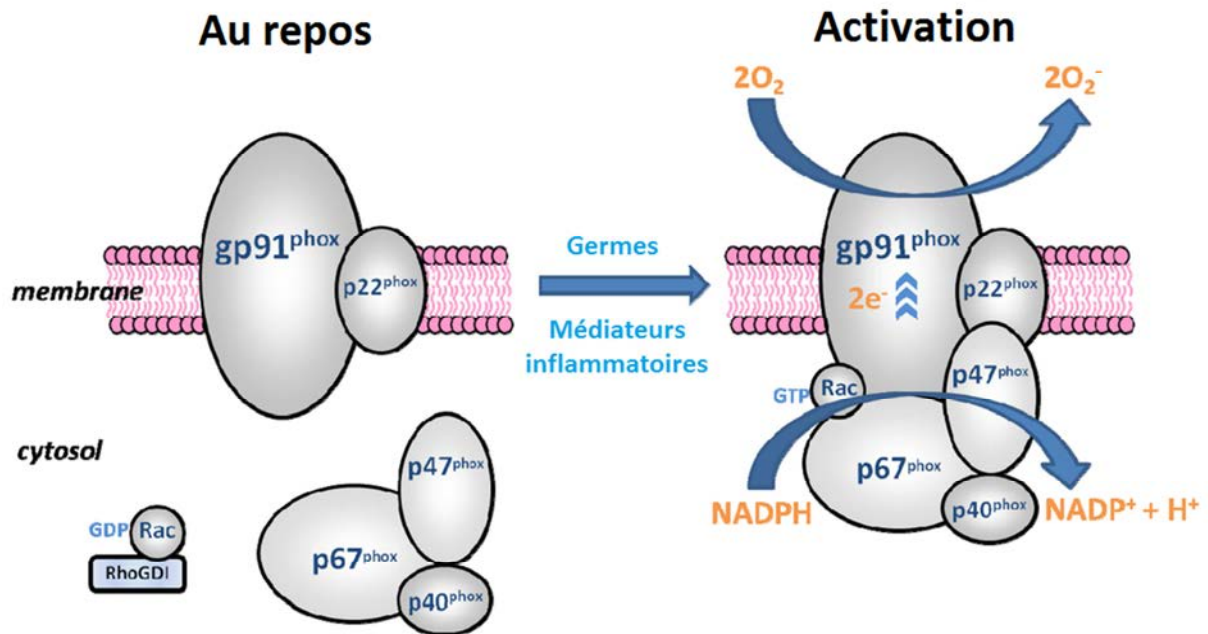 Au repos
Activation
2O₂
2O₂⁻
gp91ᵖʰᵒˣ
p22ᵖʰᵒˣ
membrane
Germes
Médiateurs
inflammatoires
gp91ᵖʰᵒˣ
2e⁻
p22ᵖʰᵒˣ
GTP
Rac
p47ᵖʰᵒˣ
p67ᵖʰᵒˣ
p40ᵖʰᵒˣ
NADPH
NADP⁺ + H⁺
cytosol
GDP
Rac
RhoGDI
p47ᵖʰᵒˣ
p67ᵖʰᵒˣ
p40ᵖʰᵒˣ